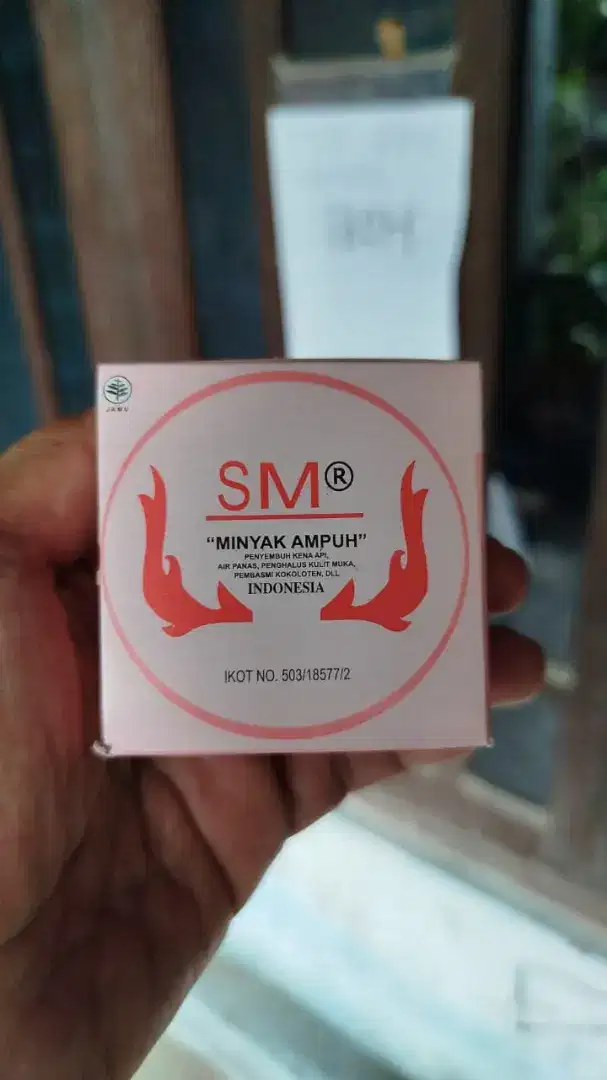 JAMU
SM®
"MINYAK AMPUH"
PENYEMBUH KENA API,
AIR PANAS, PENGHALUS KULIT MUKA,
PEMBASMI KOKOLOTEN, DLL
INDONESIA
IKOT NO. 503/18577/2